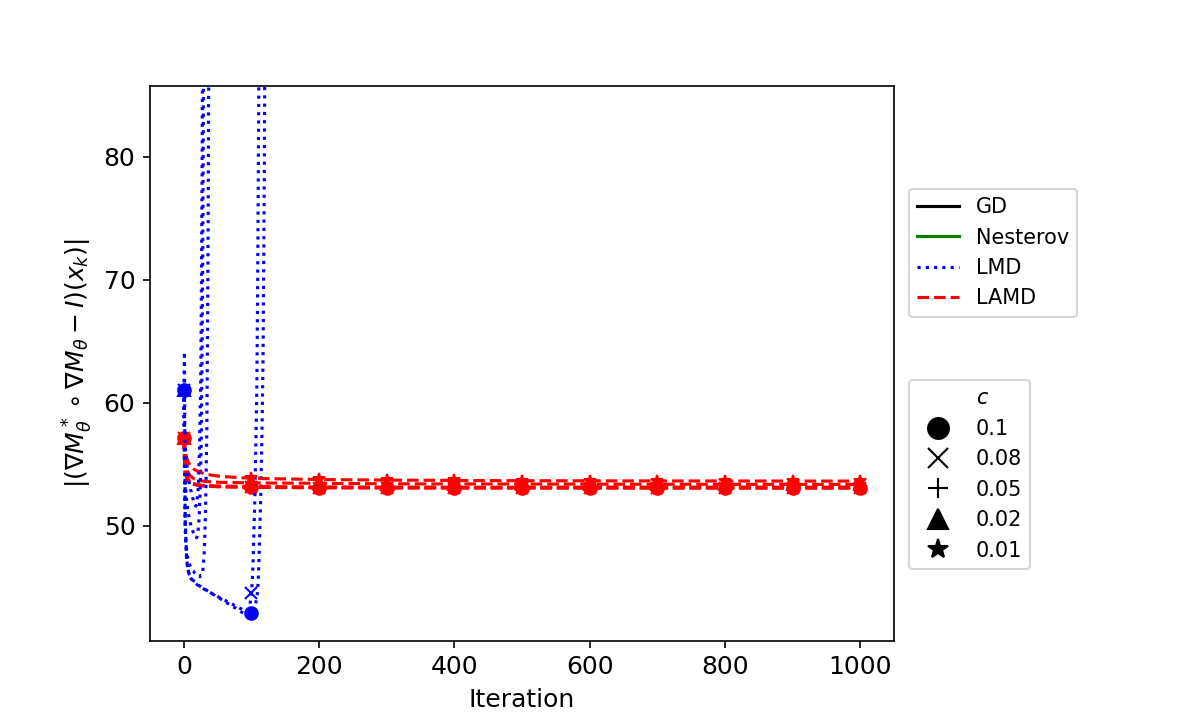 80
70
60
50
|(∇M*θ ∘ ∇Mθ − I)(xk)|
0
200
400
600
800
1000
Iteration
GD
Nesterov
LMD
LAMD
c
0.1
0.08
0.05
0.02
0.01